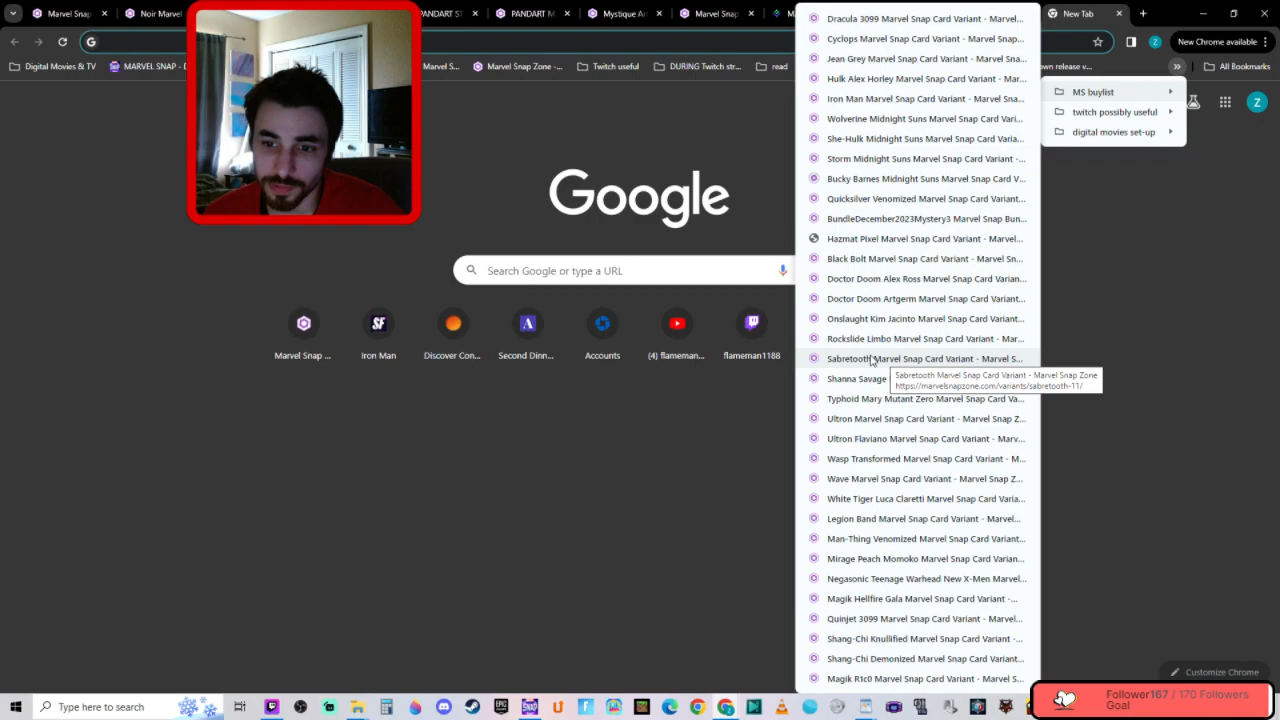 Marvel Snap
Marvel Snap
PANDART S
Mystique A
Marvel Snap
New Tab
New Chrome available
Digital Movies
MARVEL SNAP - D
Marvel S...
Marvel Snap Zone -...
Twitch useful
DURING Twitch str...
read
own release v...
All Bookmarks
MS buylist
twitch possibly useful
digital movies set-up
Dracula 3099 Marvel Snap Card Variant - Marvel...
Cyclops Marvel Snap Card Variant - Marvel Snap...
Jean Grey Marvel Snap Card Variant - Marvel Sna...
Hulk Alex Horley Marvel Snap Card Variant - Mar...
Iron Man Marvel Snap Card Variant - Marvel Sna...
Wolverine Midnight Suns Marvel Snap Card Vari...
She-Hulk Midnight Suns Marvel Snap Card Varia...
Storm Midnight Suns Marvel Snap Card Variant -...
Bucky Barnes Midnight Suns Marvel Snap Card V...
Quicksilver Venomized Marvel Snap Card Variant...
BundleDecember2023Mystery3 Marvel Snap Bun...
Hazmat Pixel Marvel Snap Card Variant - Marvel...
Black Bolt Marvel Snap Card Variant - Marvel Sn...
Doctor Doom Alex Ross Marvel Snap Card Varian...
Doctor Doom Artgerm Marvel Snap Card Variant...
Onslaught Kim Jacinto Marvel Snap Card Variant...
Rockslide Limbo Marvel Snap Card Variant - Mar...
Sabretooth Marvel Snap Card Variant - Marvel S...
Sabretooth Marvel Snap Card Variant - Marvel Snap Zone
https://marvelsnapzone.com/variants/sabretooth-11/
Shanna Savage
Typhoid Mary Mutant Zero Marvel Snap Card Va...
Ultron Marvel Snap Card Variant - Marvel Snap Z...
Ultron Flaviano Marvel Snap Card Variant - Marv...
Wasp Transformed Marvel Snap Card Variant - M...
Wave Marvel Snap Card Variant - Marvel Snap Z...
White Tiger Luca Claretti Marvel Snap Card Varia...
Legion Band Marvel Snap Card Variant - Marvel...
Man-Thing Venomized Marvel Snap Card Variant...
Mirage Peach Momoko Marvel Snap Card Varian...
Negasonic Teenage Warhead New X-Men Marvel...
Magik Hellfire Gala Marvel Snap Card Variant -...
Quinjet 3099 Marvel Snap Card Variant - Marvel...
Shang-Chi Knullified Marvel Snap Card Variant -...
Shang-Chi Demonized Marvel Snap Card Variant...
Magik R1c0 Marvel Snap Card Variant - Marvel S...
Google
Search Google or type a URL
Marvel Snap ...
Iron Man
Discover Con...
Second Dinn...
Accounts
(4) flameman...
flameman1188
Customize Chrome
Type here to search
Follower 167 / 170 Followers
Goal